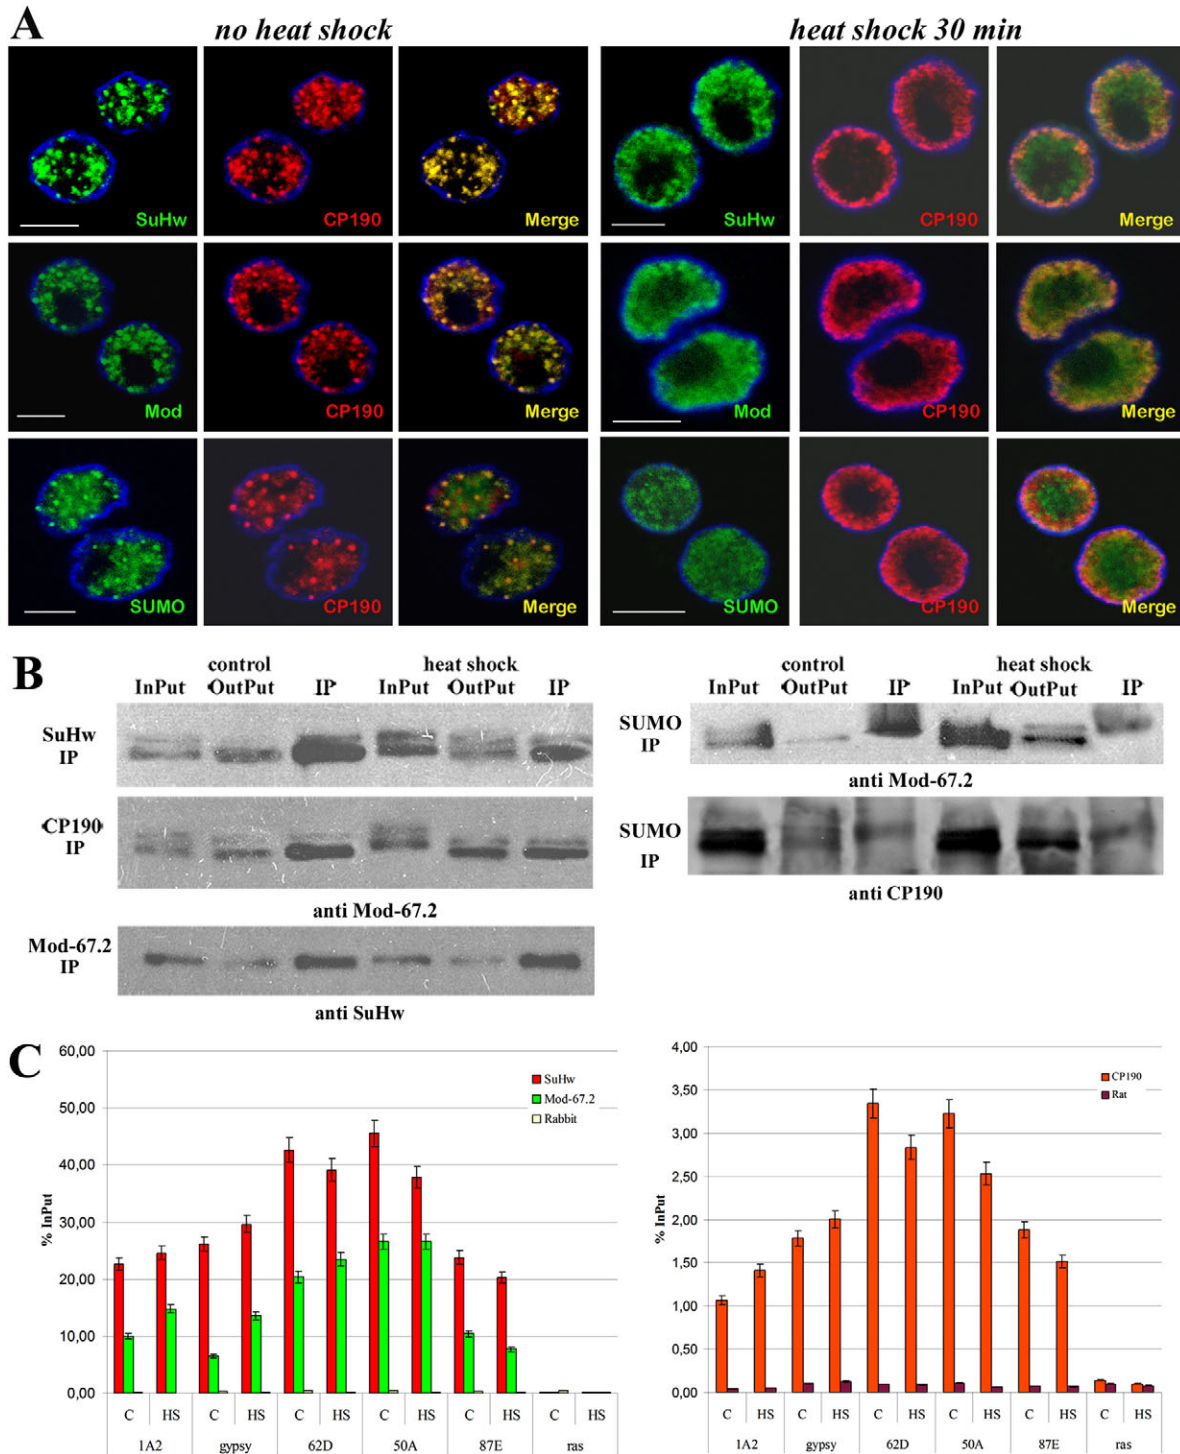 A
no heat shock
heat shock 30 min
SuHw
CP190
Merge
SuHw
CP190
Merge
Mod
CP190
Merge
Mod
CP190
Merge
SUMO
CP190
Merge
SUMO
CP190
Merge
B
control
heat shock
InPut OutPut IP InPut OutPut IP
SuHw
IP
CP190
IP
anti Mod-67.2
Mod-67.2
IP
anti SuHw
control
heat shock
InPut OutPut IP InPut OutPut IP
SUMO
IP
anti Mod-67.2
SUMO
IP
anti CP190
C
60,00
50,00
40,00
30,00
20,00
10,00
0,00
% InPut
SuHw
Mod-67.2
Rabbit
C HS C HS C HS C HS C HS C HS
1A2 gypsy 62D 50A 87E ras
4,00
3,50
3,00
2,50
2,00
1,50
1,00
0,50
0,00
% InPut
CP190
Rat
C HS C HS C HS C HS C HS C HS
1A2 gypsy 62D 50A 87E ras